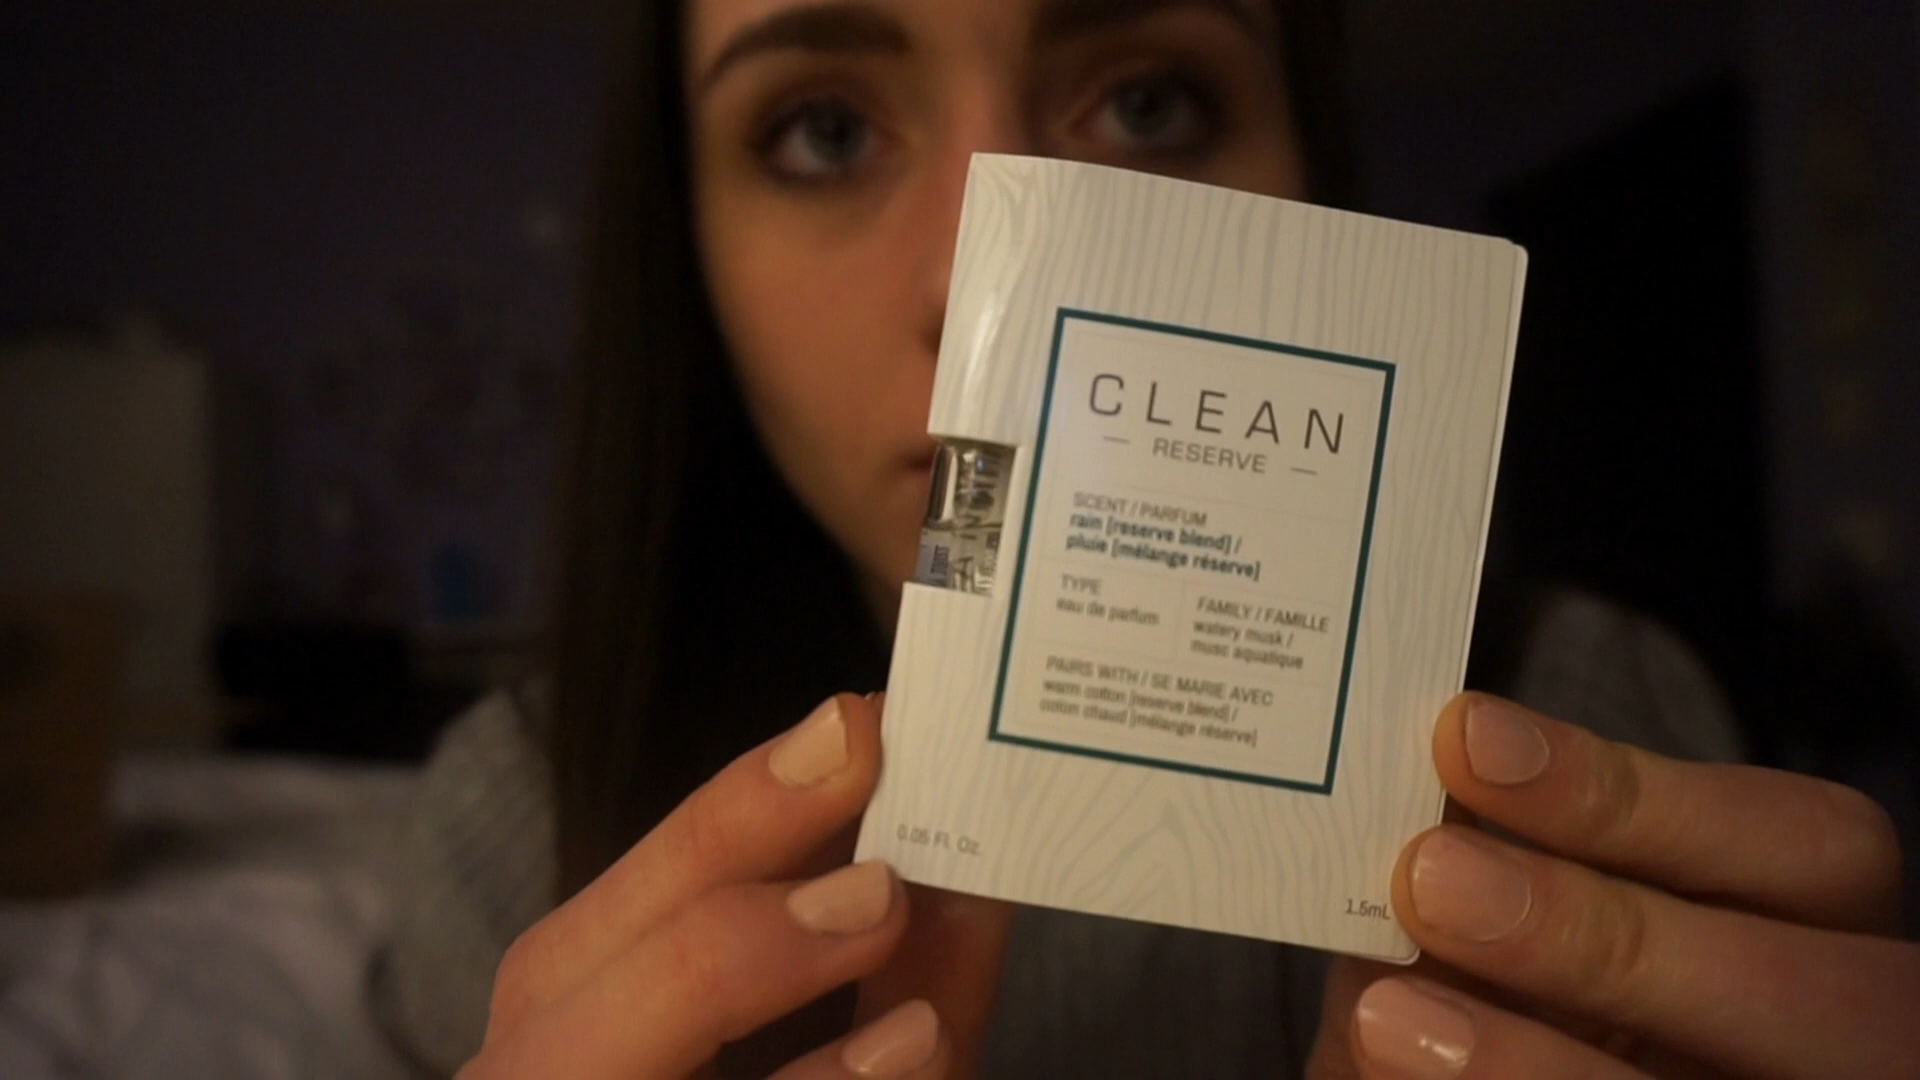 CLEAN
— RESERVE —
SCENT / PARFUM
rain [reserve blend] /
pluie [mélange réserve]
TYPE
eau de parfum
FAMILY / FAMILLE
watery musk /
musc aquatique
PAIRS WITH / SE MARIE AVEC
warm cotton [reserve blend] /
coton chaud [mélange réserve]
0.05 Fl. Oz.
1.5mL